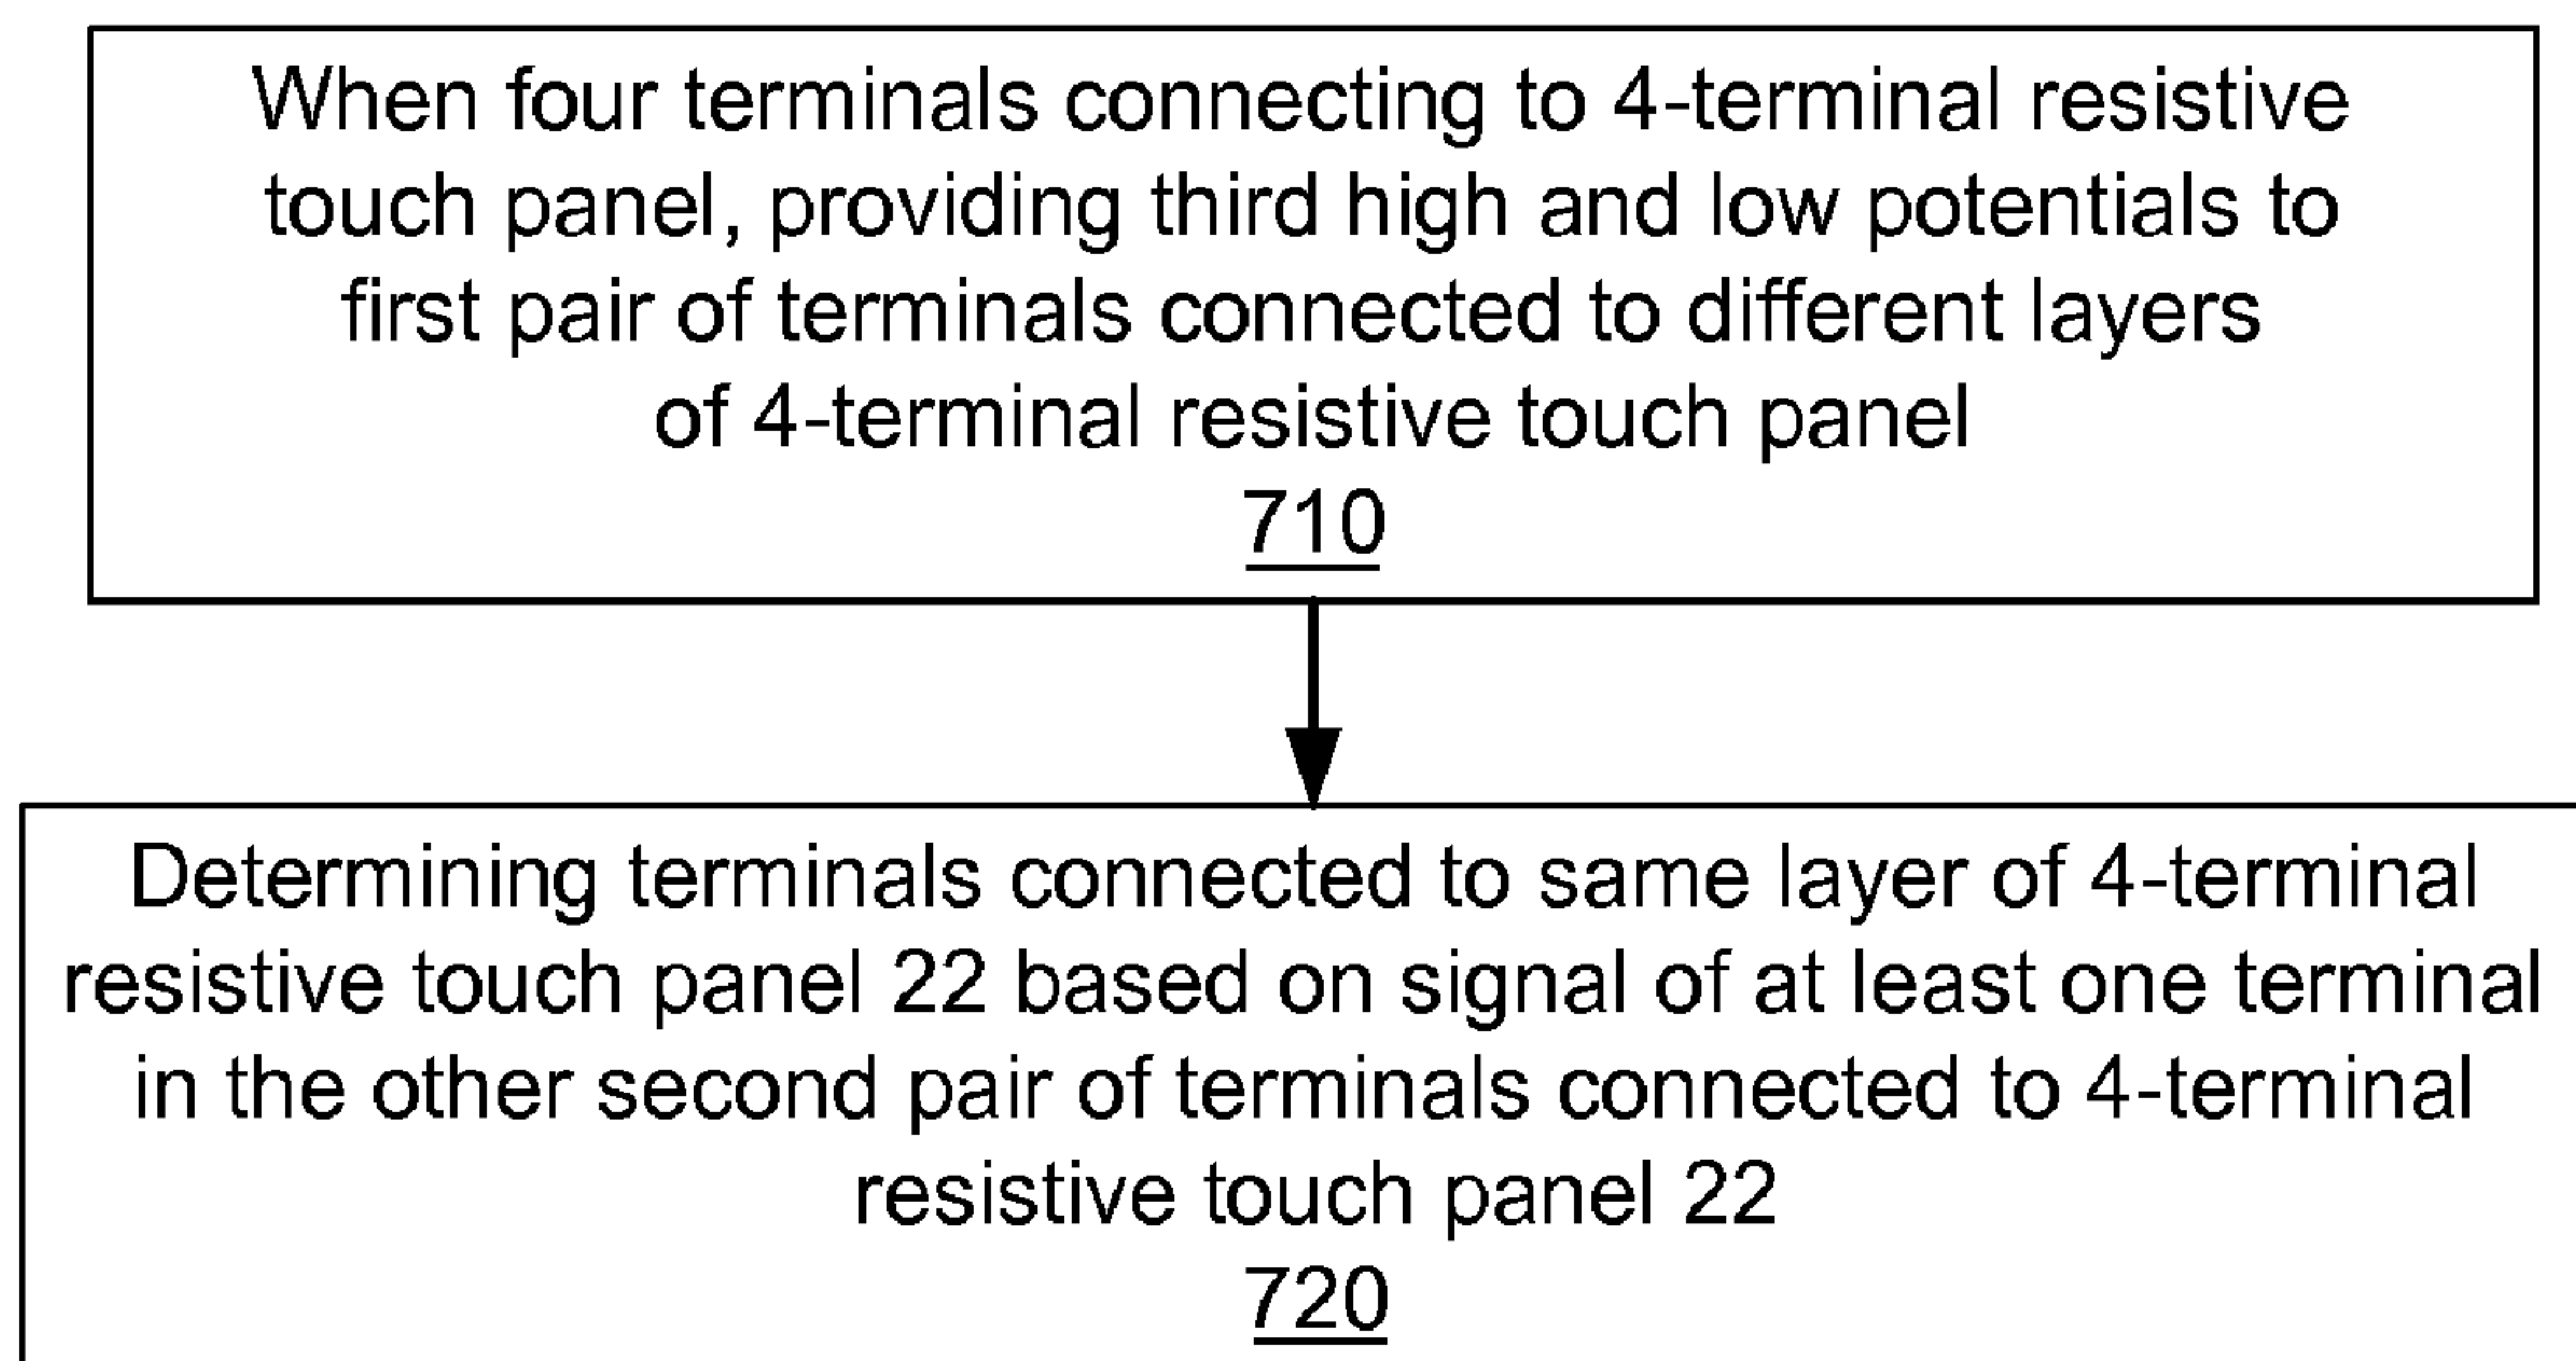 When four terminals connecting to 4-terminal resistive
touch panel, providing third high and low potentials to
first pair of terminals connected to different layers
of 4-terminal resistive touch panel
710
Determining terminals connected to same layer of 4-terminal
resistive touch panel 22 based on signal of at least one terminal
in the other second pair of terminals connected to 4-terminal
resistive touch panel 22
720